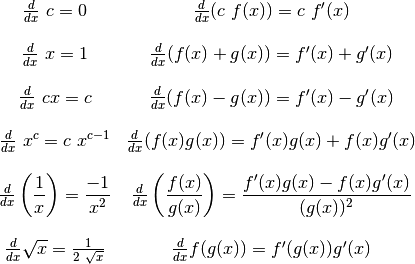 d/dx c = 0    d/dx (c f(x)) = c f′(x)
d/dx x = 1    d/dx (f(x) + g(x)) = f′(x) + g′(x)
d/dx cx = c    d/dx (f(x) − g(x)) = f′(x) − g′(x)
d/dx x^c = c x^(c−1)    d/dx (f(x)g(x)) = f′(x)g(x) + f(x)g′(x)
d/dx (1/x) = −1/x^2    d/dx (f(x)/g(x)) = (f′(x)g(x) − f(x)g′(x))/(g(x))^2
d/dx √x = 1/(2 √x)    d/dx f(g(x)) = f′(g(x))g′(x)